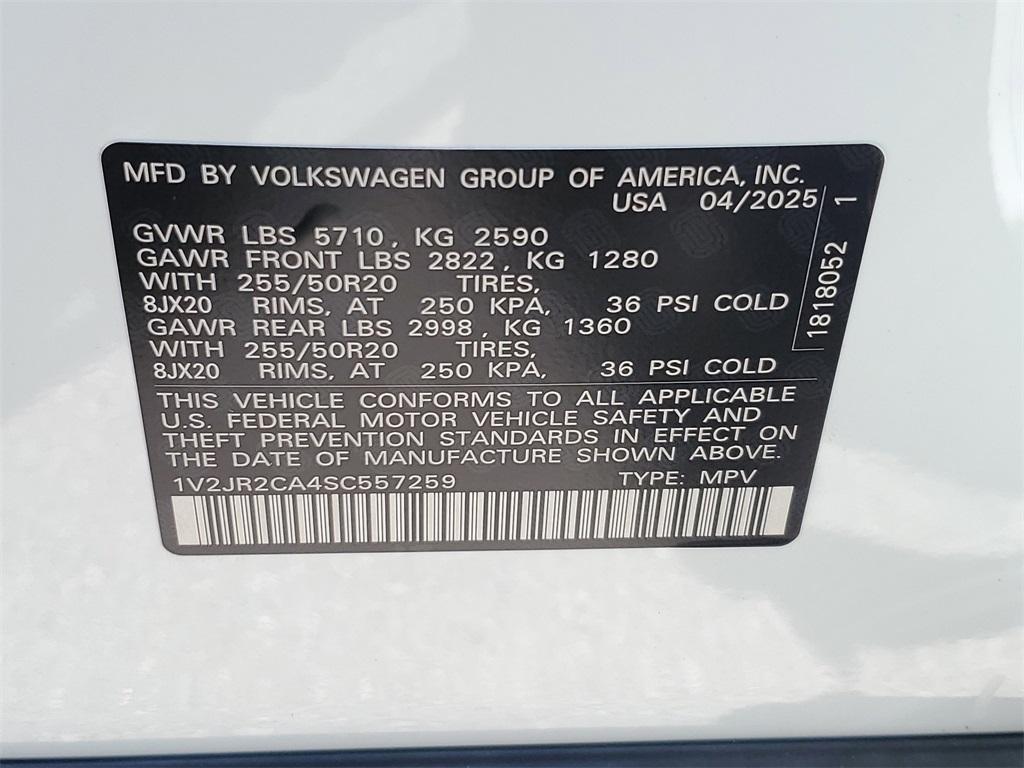 MFD BY VOLKSWAGEN GROUP OF AMERICA, INC.
USA 04/2025
GVWR LBS 5710, KG 2590
GAWR FRONT LBS 2822, KG 1280
WITH 255/50R20 TIRES,
8JX20 RIMS, AT 250 KPA, 36 PSI COLD
GAWR REAR LBS 2998, KG 1360
WITH 255/50R20 TIRES,
8JX20 RIMS, AT 250 KPA, 36 PSI COLD
1818052 1
THIS VEHICLE CONFORMS TO ALL APPLICABLE
U.S. FEDERAL MOTOR VEHICLE SAFETY AND
THEFT PREVENTION STANDARDS IN EFFECT ON
THE DATE OF MANUFACTURE SHOWN ABOVE.
1V2JR2CA4SC557259 TYPE: MPV